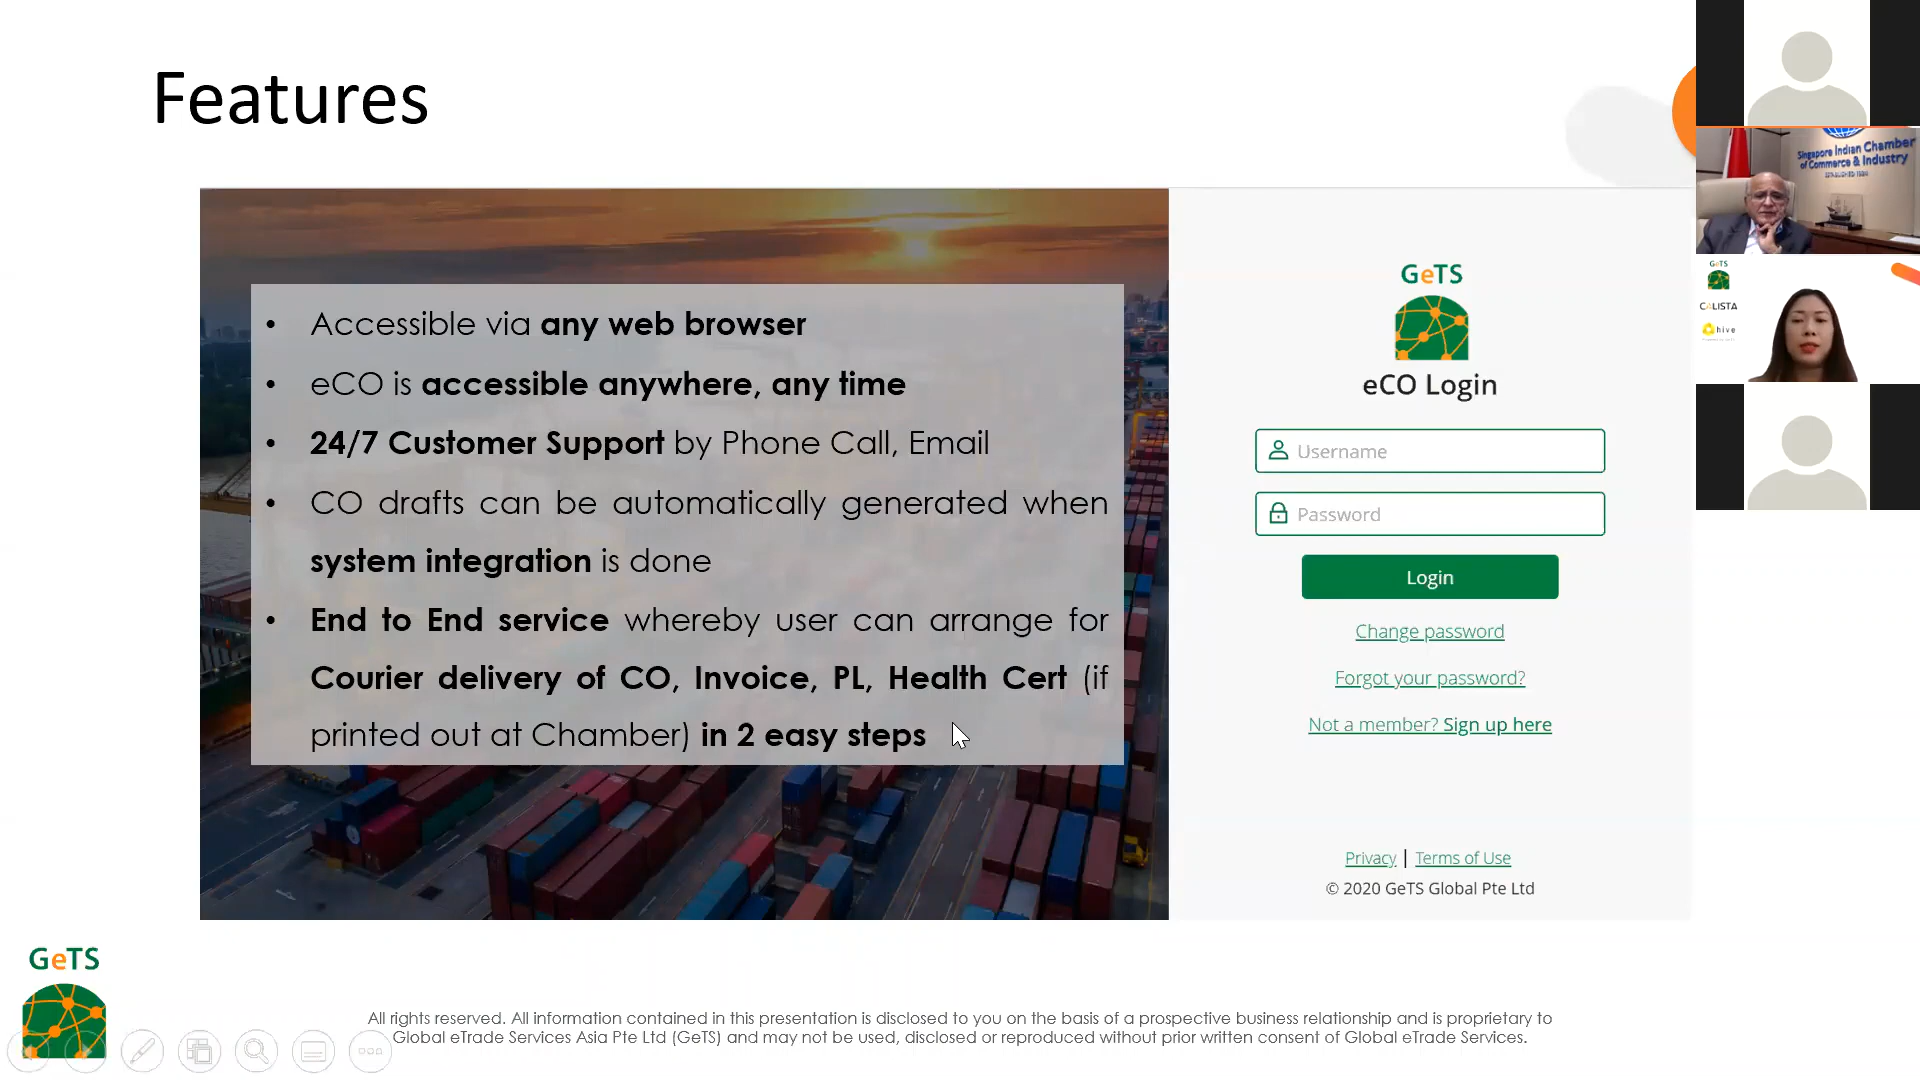 Features
• Accessible via any web browser
• eCO is accessible anywhere, any time
• 24/7 Customer Support by Phone Call, Email
• CO drafts can be automatically generated when
system integration is done
• End to End service whereby user can arrange for
Courier delivery of CO, Invoice, PL, Health Cert (if
printed out at Chamber) in 2 easy steps
GeTS
eCO Login
Username
Password
Login
Change password
Forgot your password?
Not a member? Sign up here
Privacy | Terms of Use
© 2020 GeTS Global Pte Ltd
Singapore Indian Chamber
of Commerce & Industry
GeTS
CALISTA
hive
GeTS
All rights reserved. All information contained in this presentation is disclosed to you on the basis of a prospective business relationship and is proprietary to
Global eTrade Services Asia Pte Ltd (GeTS) and may not be used, disclosed or reproduced without prior written consent of Global eTrade Services.